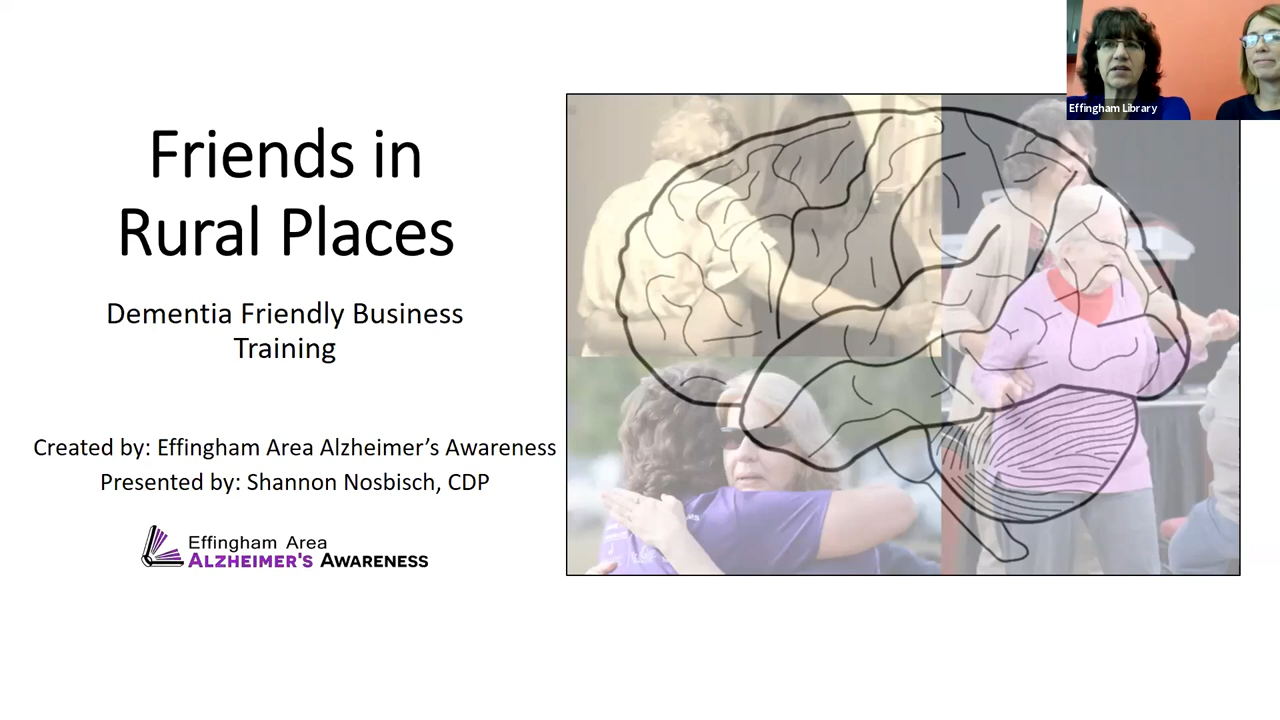 Friends in
Rural Places
Dementia Friendly Business
Training
Created by: Effingham Area Alzheimer's Awareness
Presented by: Shannon Nosbisch, CDP
Effingham Area
ALZHEIMER'S AWARENESS
Effingham Library